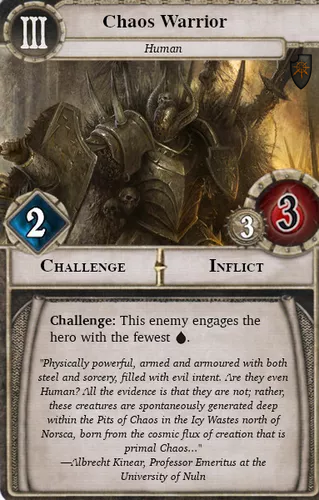 III
Chaos Warrior
Human
2
3
3
CHALLENGE
INFLICT
Challenge: This enemy engages the
hero with the fewest
"Physically powerful, armed and armoured with both
steel and sorcery, filled with evil intent. Are they even
Human? All the evidence is that they are not; rather,
these creatures are spontaneously generated deep
within the Pits of Chaos in the Icy Wastes north of
Norsca, born from the cosmic flux of creation that is
primal Chaos..."
—Albrecht Kinear, Professor Emeritus at the
University of Nuln